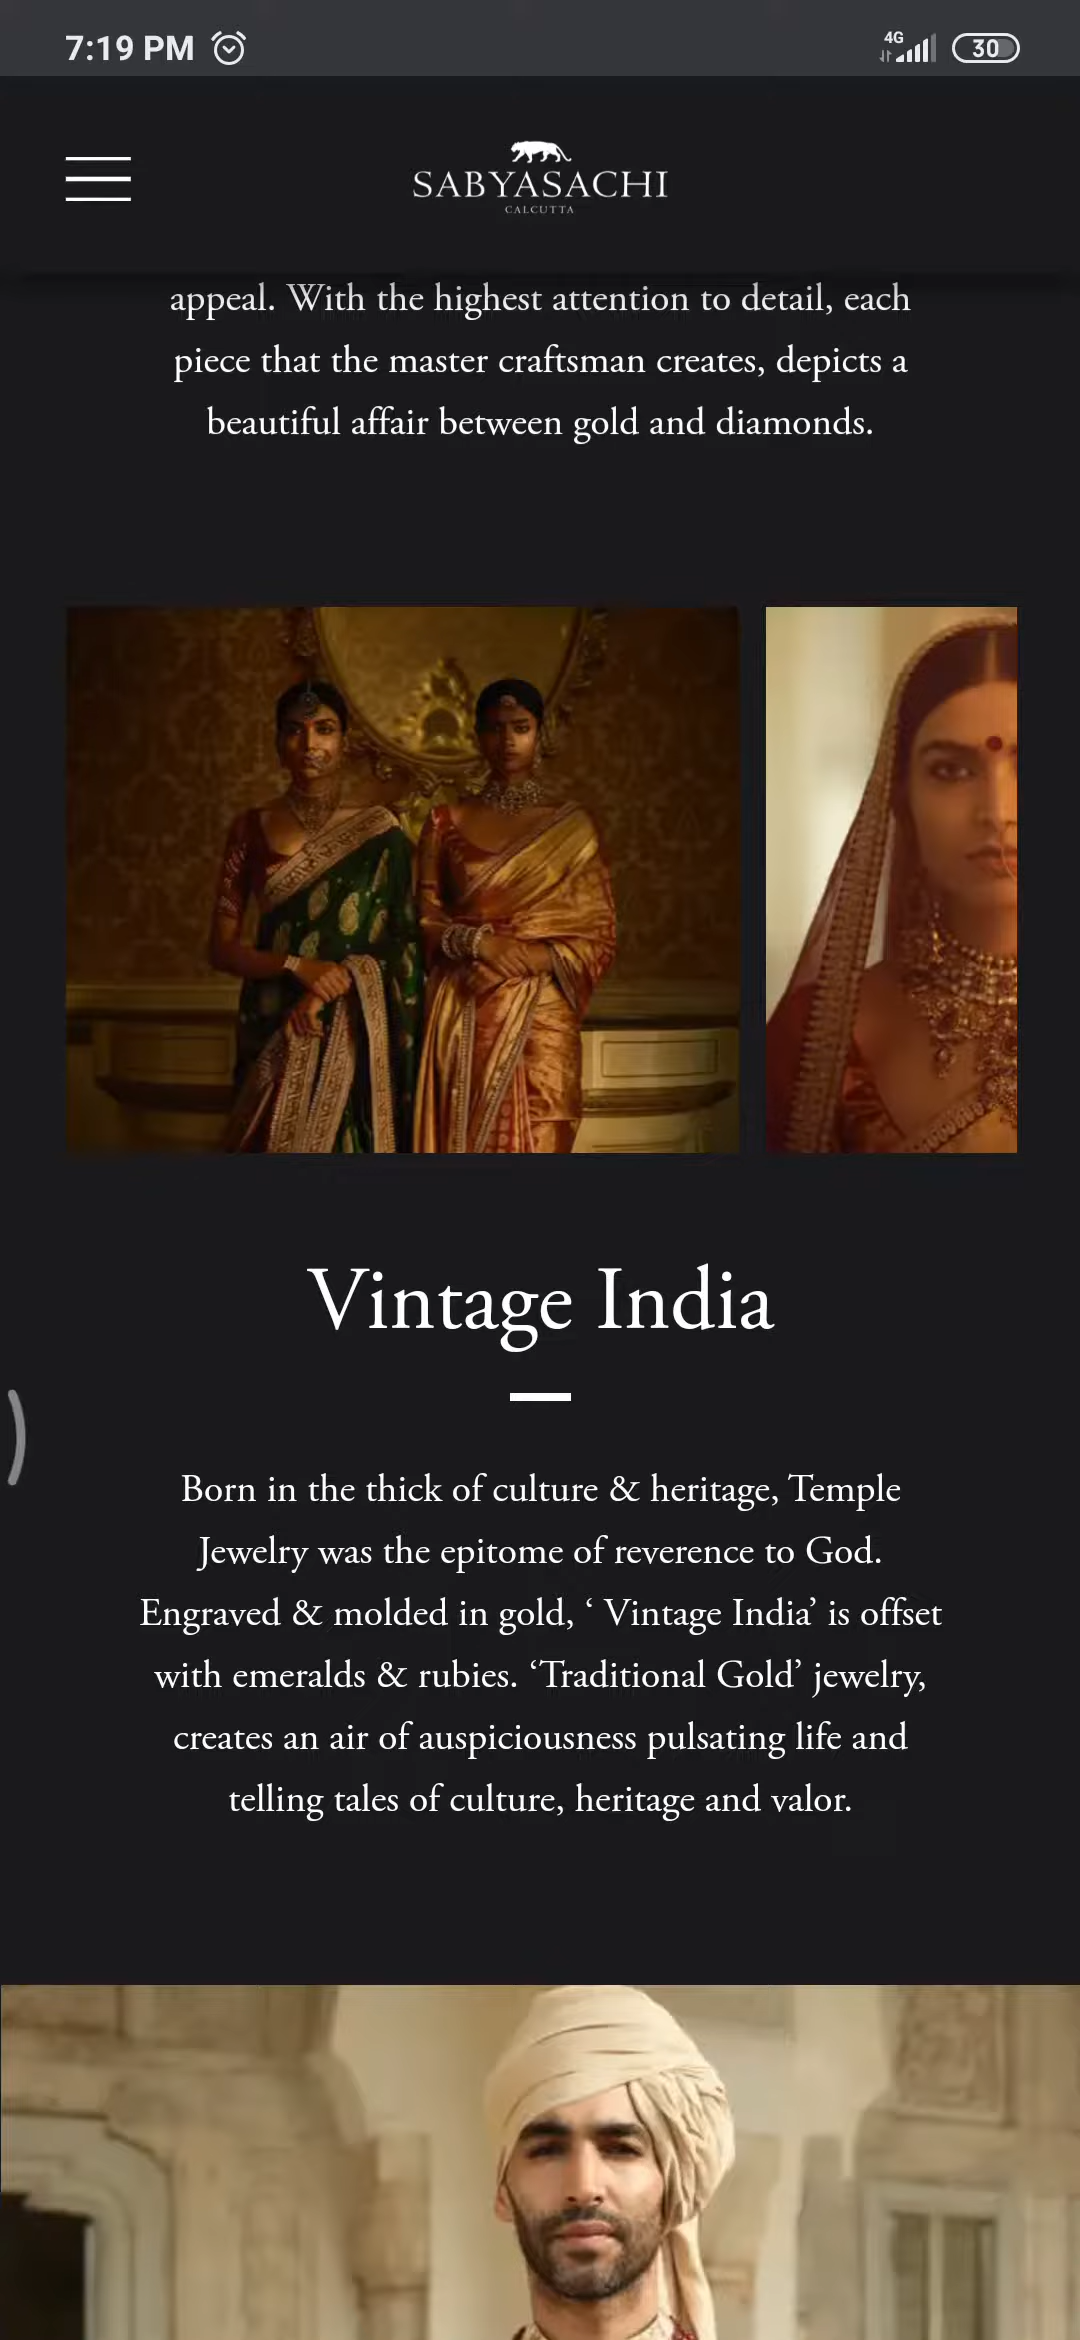 7:19 PM
4G
30
SABYASACHI
CALCUTTA
appeal. With the highest attention to detail, each
piece that the master craftsman creates, depicts a
beautiful affair between gold and diamonds.
Vintage India
Born in the thick of culture & heritage, Temple
Jewelry was the epitome of reverence to God.
Engraved & molded in gold, ‘ Vintage India’ is offset
with emeralds & rubies. ‘Traditional Gold’ jewelry,
creates an air of auspiciousness pulsating life and
telling tales of culture, heritage and valor.